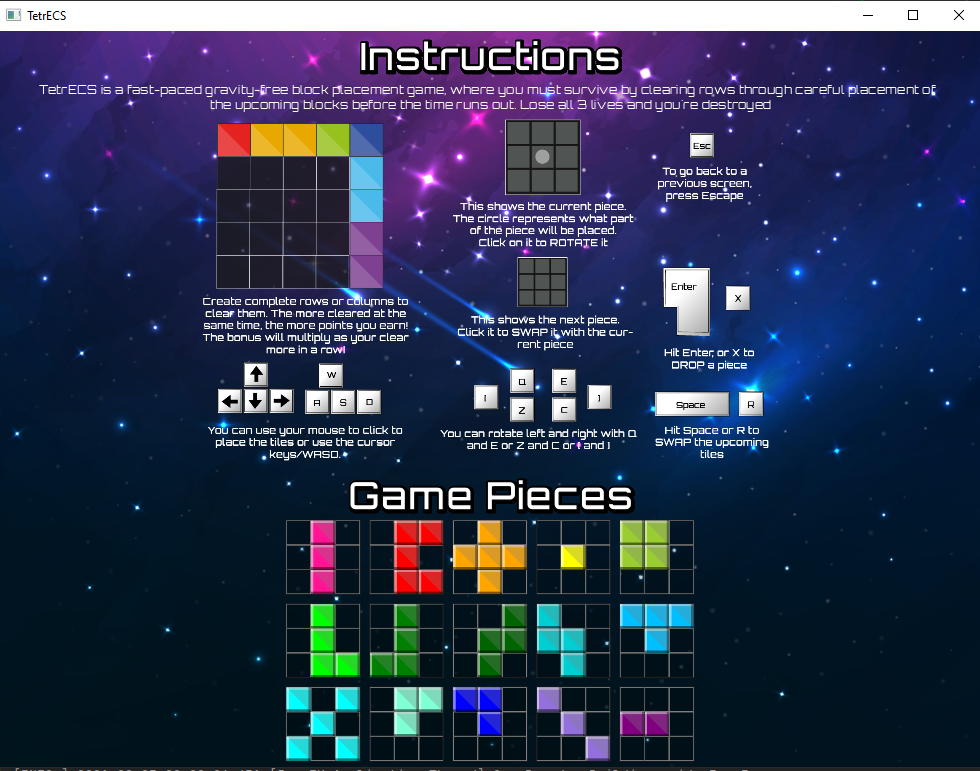 TetrECS
Instructions
TetrECS is a fast-paced gravity-free block placement game, where you must survive by clearing rows through careful placement of
the upcoming blocks before the time runs out. Lose all 3 lives and you're destroyed
This shows the current piece.
The circle represents what part
of the piece will be placed.
Click on it to ROTATE it
Esc
To go back to a
previous screen,
press Escape
Create complete rows or columns to
clear them. The more cleared at the
same time, the more points you earn!
The bonus will multiply as your clear
more in a row!
This shows the next piece.
Click it to SWAP it with the cur-
rent piece
Enter
X
Hit Enter or X to
DROP a piece
W
A S D
You can use your mouse to click to
place the tiles or use the cursor
keys/WASD.
Q E
[ ]
Z C
You can rotate left and right with Q
and E or Z and C or [ and ]
Space R
Hit Space or R to
SWAP the upcoming
tiles
Game Pieces